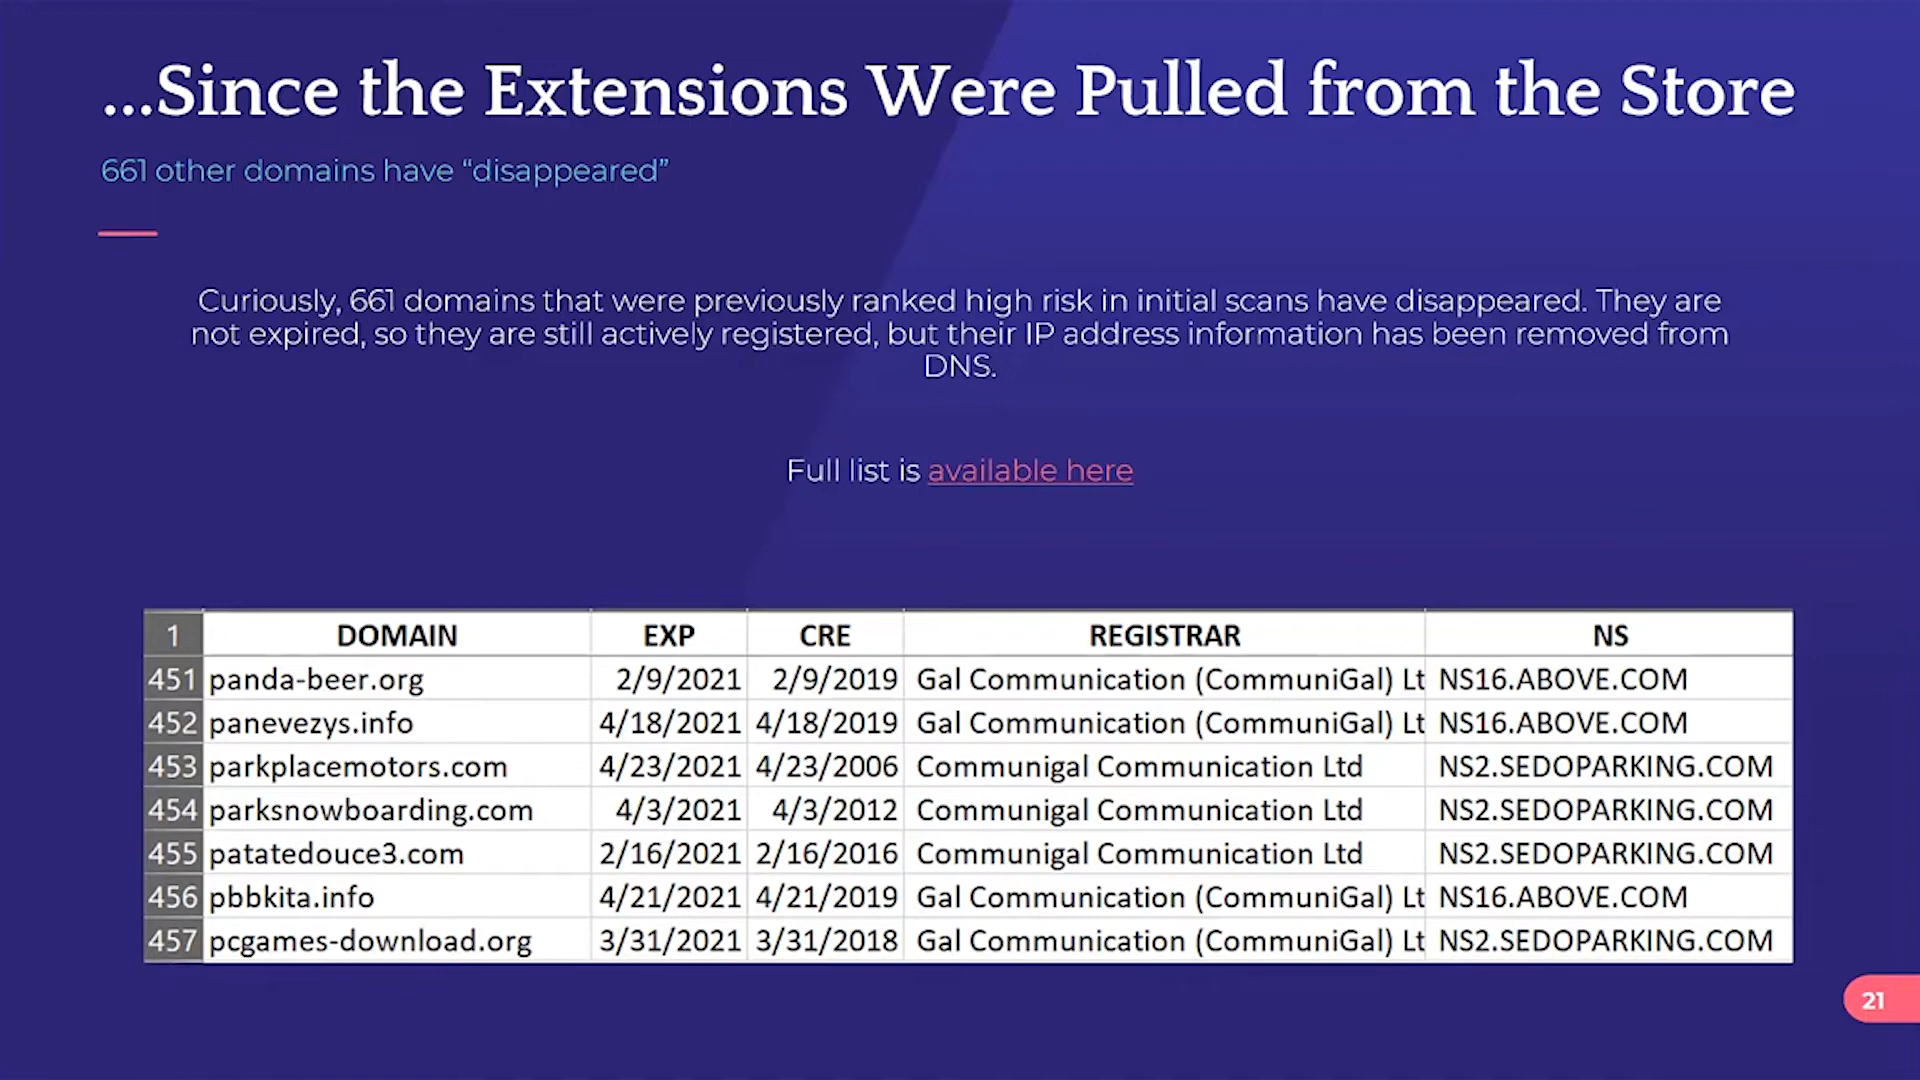 ...Since the Extensions Were Pulled from the Store
661 other domains have “disappeared”
Curiously, 661 domains that were previously ranked high risk in initial scans have disappeared. They are
not expired, so they are still actively registered, but their IP address information has been removed from
DNS.
Full list is available here
1 DOMAIN EXP CRE REGISTRAR NS
451 panda-beer.org 2/9/2021 2/9/2019 Gal Communication (CommuniGal) Lt NS16.ABOVE.COM
452 panevezys.info 4/18/2021 4/18/2019 Gal Communication (CommuniGal) Lt NS16.ABOVE.COM
453 parkplacemotors.com 4/23/2021 4/23/2006 Communigal Communication Ltd NS2.SEDOPARKING.COM
454 parksnowboarding.com 4/3/2021 4/3/2012 Communigal Communication Ltd NS2.SEDOPARKING.COM
455 patatedouce3.com 2/16/2021 2/16/2016 Communigal Communication Ltd NS2.SEDOPARKING.COM
456 pbbkita.info 4/21/2021 4/21/2019 Gal Communication (CommuniGal) Lt NS16.ABOVE.COM
457 pcgames-download.org 3/31/2021 3/31/2018 Gal Communication (CommuniGal) Lt NS2.SEDOPARKING.COM
21